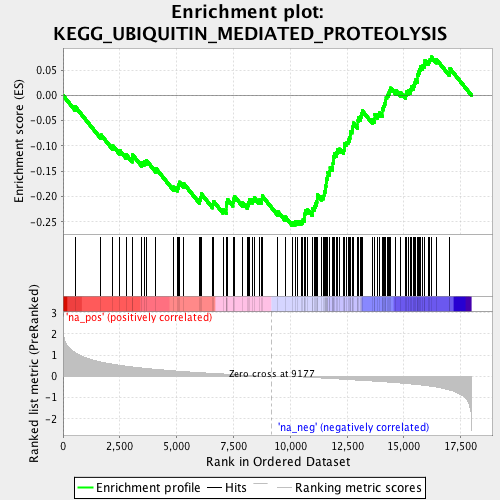 Enrichment plot:
KEGG_UBIQUITIN_MEDIATED_PROTEOLYSIS
Enrichment score (ES)
0.05
0.00
-0.05
-0.10
-0.15
-0.20
-0.25
'na_pos' (positively correlated)
Ranked list metric (PreRanked)
3
2
1
0
-1
-2
Zero cross at 9177
'na_neg' (negatively correlated)
0
2,500
5,000
7,500
10,000
12,500
15,000
17,500
Rank in Ordered Dataset
Enrichment profile
Hits
Ranking metric scores